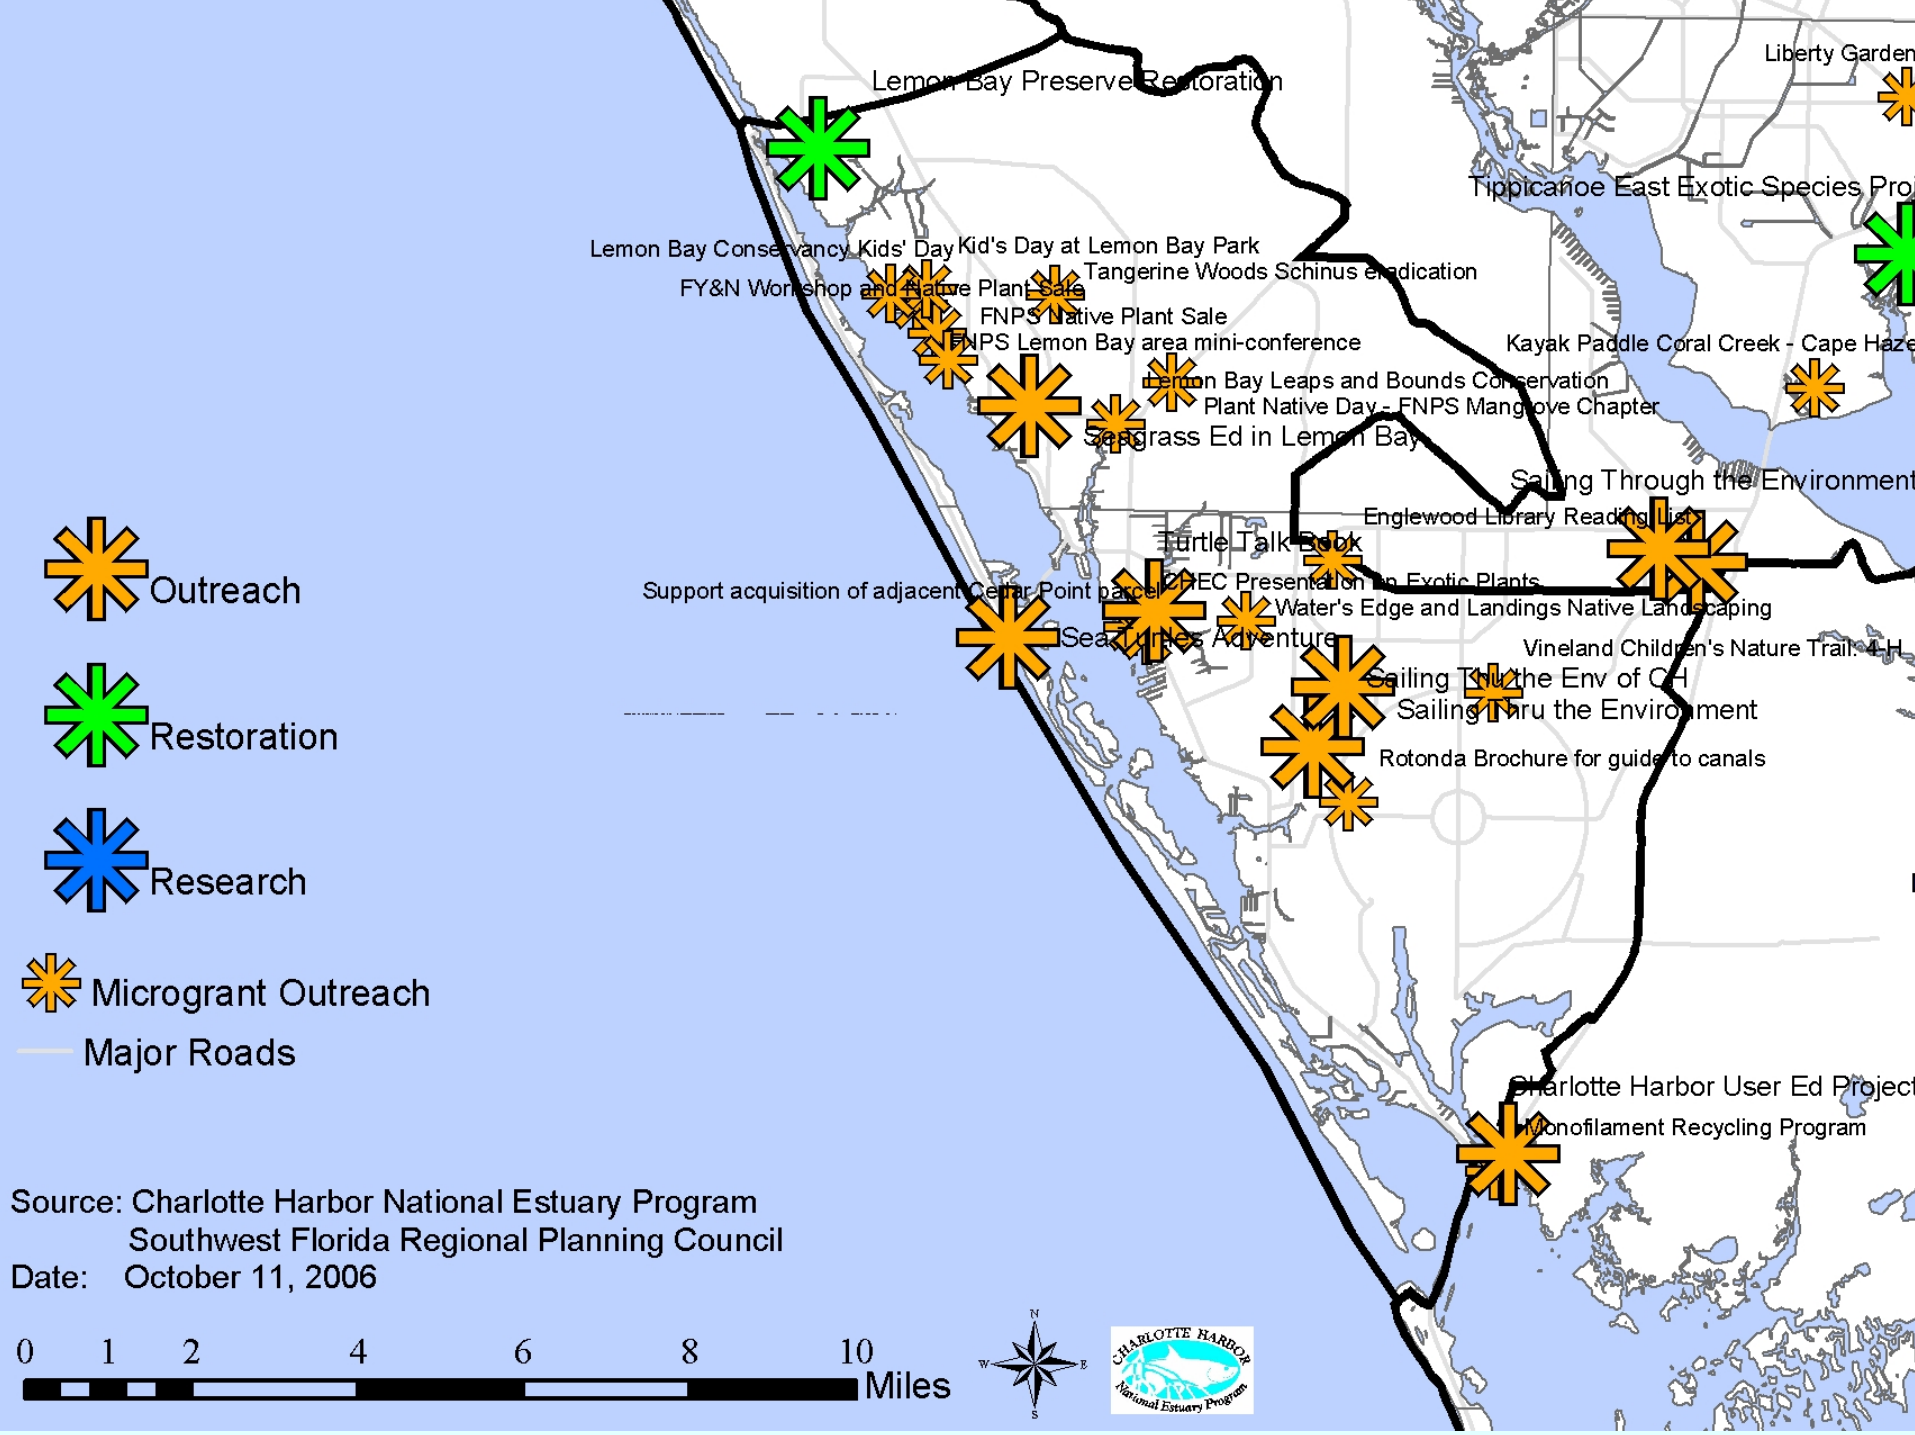 Liberty Garden
Lemon Bay Preserve Restoration
Tippicanoe East Exotic Species Proj
Lemon Bay Conservancy Kids' Day
Kid's Day at Lemon Bay Park
Tangerine Woods Schinus eradication
FY&N Workshop and Native Plant Sale
FNPS Native Plant Sale
FNPS Lemon Bay area mini-conference
Kayak Paddle Coral Creek - Cape Haze
Lemon Bay Leaps and Bounds Conservation
Plant Native Day - FNPS Mangrove Chapter
Seagrass Ed in Lemon Bay
Sailing Through the Environment
Englewood Library Reading List
Turtle Talk Book
CHEC Presentation on Exotic Plants
Support acquisition of adjacent Cedar Point parcel
Water's Edge and Landings Native Landscaping
Sea Turtles Adventure
Vineland Children's Nature Trail: 4-H
Sailing Thru the Env of CH
Sailing Thru the Environment
Rotonda Brochure for guide to canals
Charlotte Harbor User Ed Project
Monofilament Recycling Program
Outreach
Restoration
Research
Microgrant Outreach
Major Roads
Source: Charlotte Harbor National Estuary Program
Southwest Florida Regional Planning Council
Date: October 11, 2006
0 1 2 4 6 8 10
Miles
N
W E
S
CHARLOTTE HARBOR
National Estuary Program